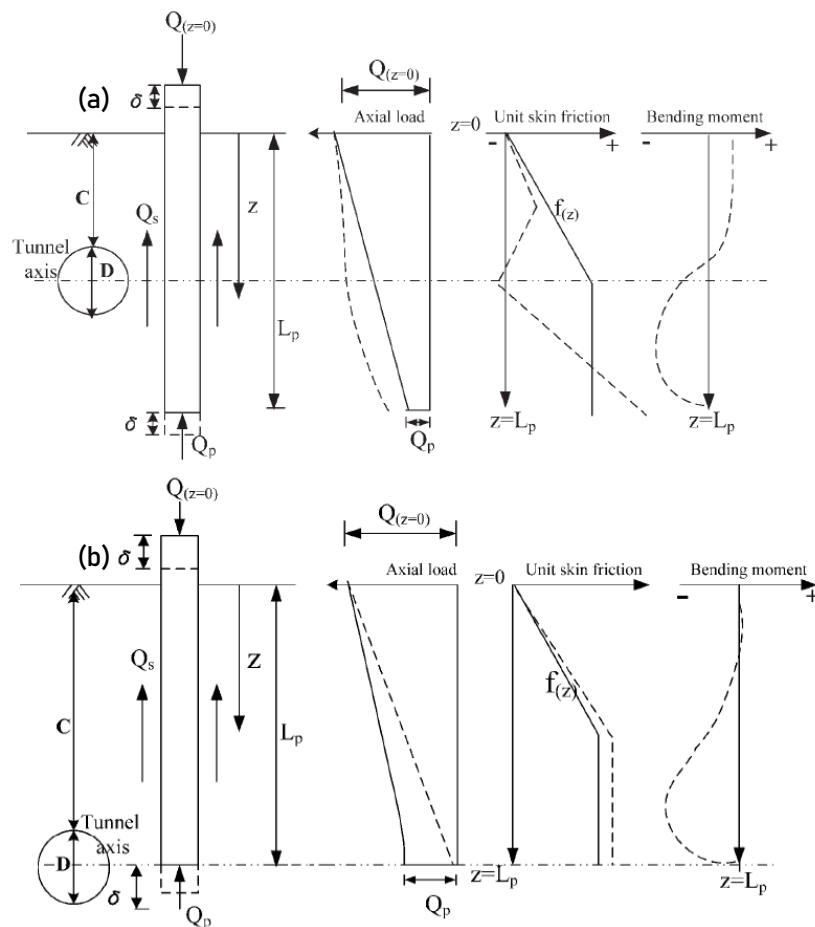 Q(z=0)
(a)
δ
Q(z=0)
Axial load
z=0
Unit skin friction
Bending moment
- +
- +
C
Qs
z
f(z)
Tunnel
axis
D
Lp
δ
Qp
Qp
z=Lp
z=Lp
Q(z=0)
(b)
δ
Q(z=0)
Axial load
z=0
Unit skin friction
Bending moment
- +
Qs
z
f(z)
C
Lp
Tunnel
axis
D
δ
Qp
Qp
z=Lp
z=Lp